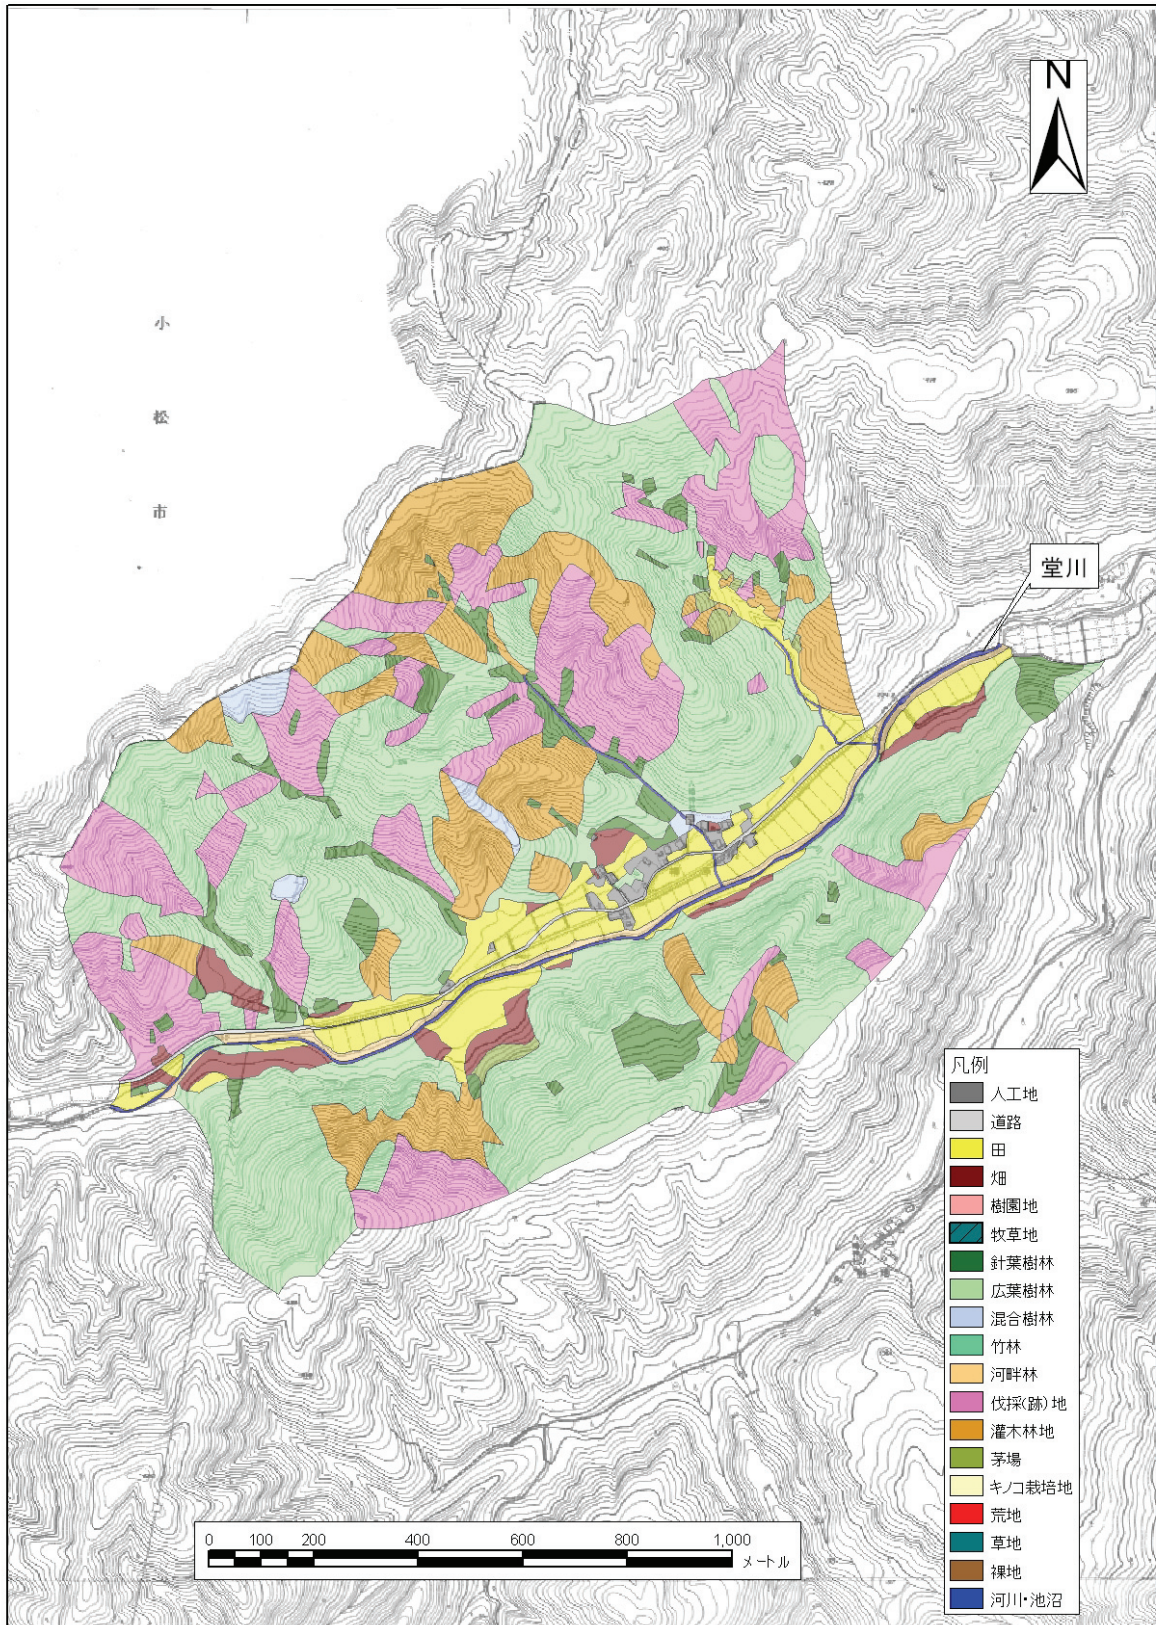 N
小
松
市
堂川
凡例
人工地
道路
田
畑
樹園地
牧草地
針葉樹林
広葉樹林
混合樹林
竹林
河畔林
伐採(跡)地
灌木林地
茅場
キノコ栽培地
荒地
草地
裸地
河川・池沼
0 100 200 400 600 800 1,000
メートル